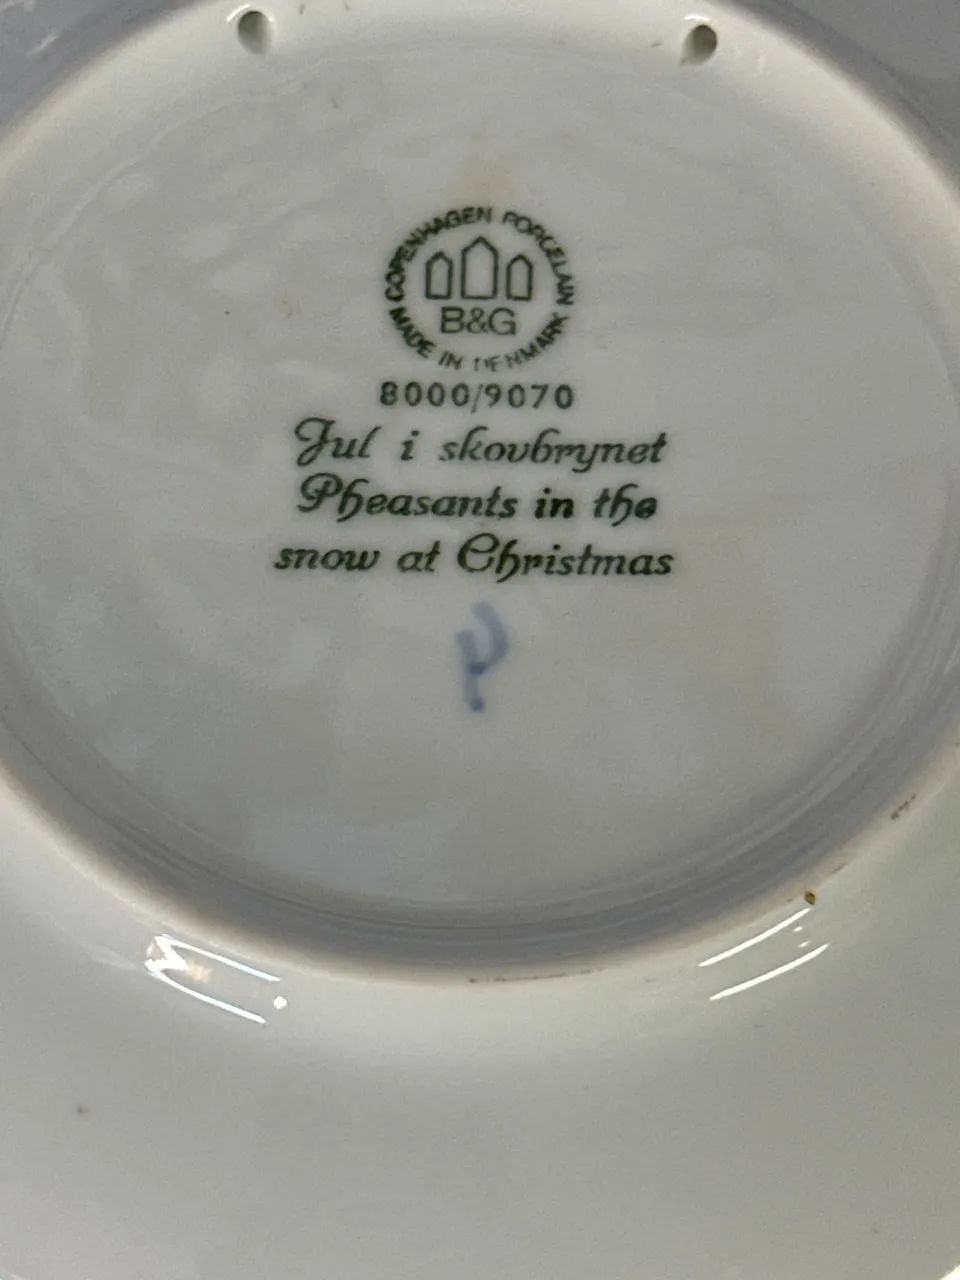 COPENHAGEN PORCELAIN
B&G
MADE IN DENMARK
8000/9070
Jul i skovbrynet
Pheasants in the
snow at Christmas